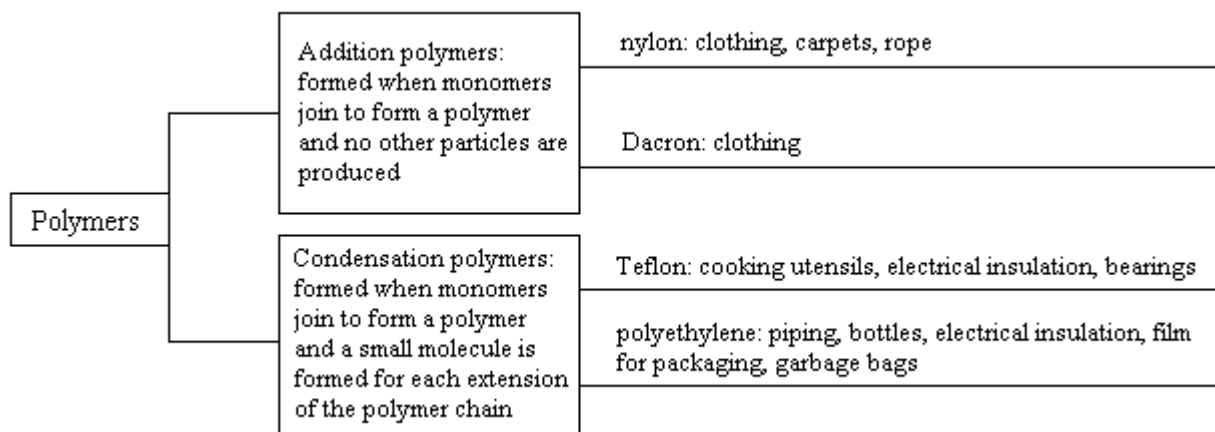 Polymers
Addition polymers:
formed when monomers
join to form a polymer
and no other particles are
produced
nylon: clothing, carpets, rope
Dacron: clothing
Condensation polymers:
formed when monomers
join to form a polymer
and a small molecule is
formed for each extension
of the polymer chain
Teflon: cooking utensils, electrical insulation, bearings
polyethylene: piping, bottles, electrical insulation, film
for packaging, garbage bags